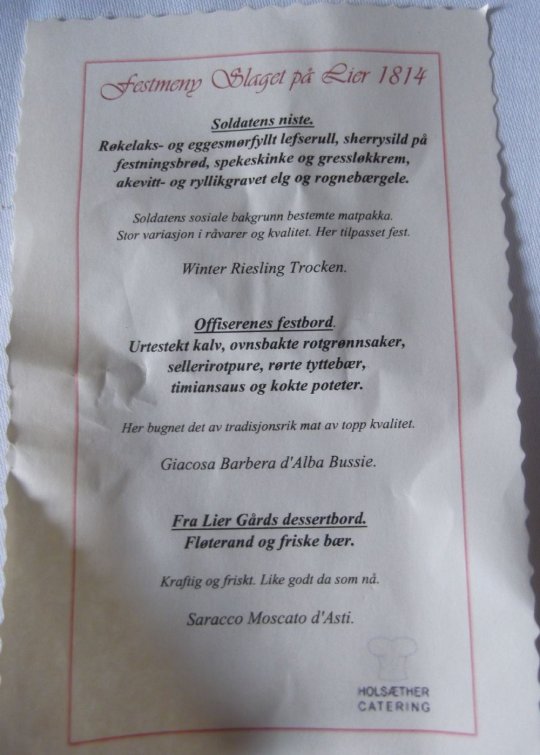 Festmeny Slaget på Lier 1814
Soldatens niste.
Røkelaks- og eggesmørfyllt lefserull, sherrysild på
festningsbrød, spekeskinke og gressløkkrem,
akevitt- og ryllikgravet elg og rognebærgele.
Soldatens sosiale bakgrunn bestemte matpakka.
Stor variasjon i råvarer og kvalitet. Her tilpasset fest.
Winter Riesling Trocken.
Offiserenes festbord.
Urtestekt kalv, ovnsbakte rotgrønnsaker,
sellerirotpure, rørte tyttebær,
timiansaus og kokte poteter.
Her bugnet det av tradisjonsrik mat av topp kvalitet.
Giacosa Barbera d'Alba Bussie.
Fra Lier Gårds dessertbord.
Fløterand og friske bær.
Kraftig og friskt. Like godt da som nå.
Saracco Moscato d'Asti.
HOLSÆTHER
CATERING